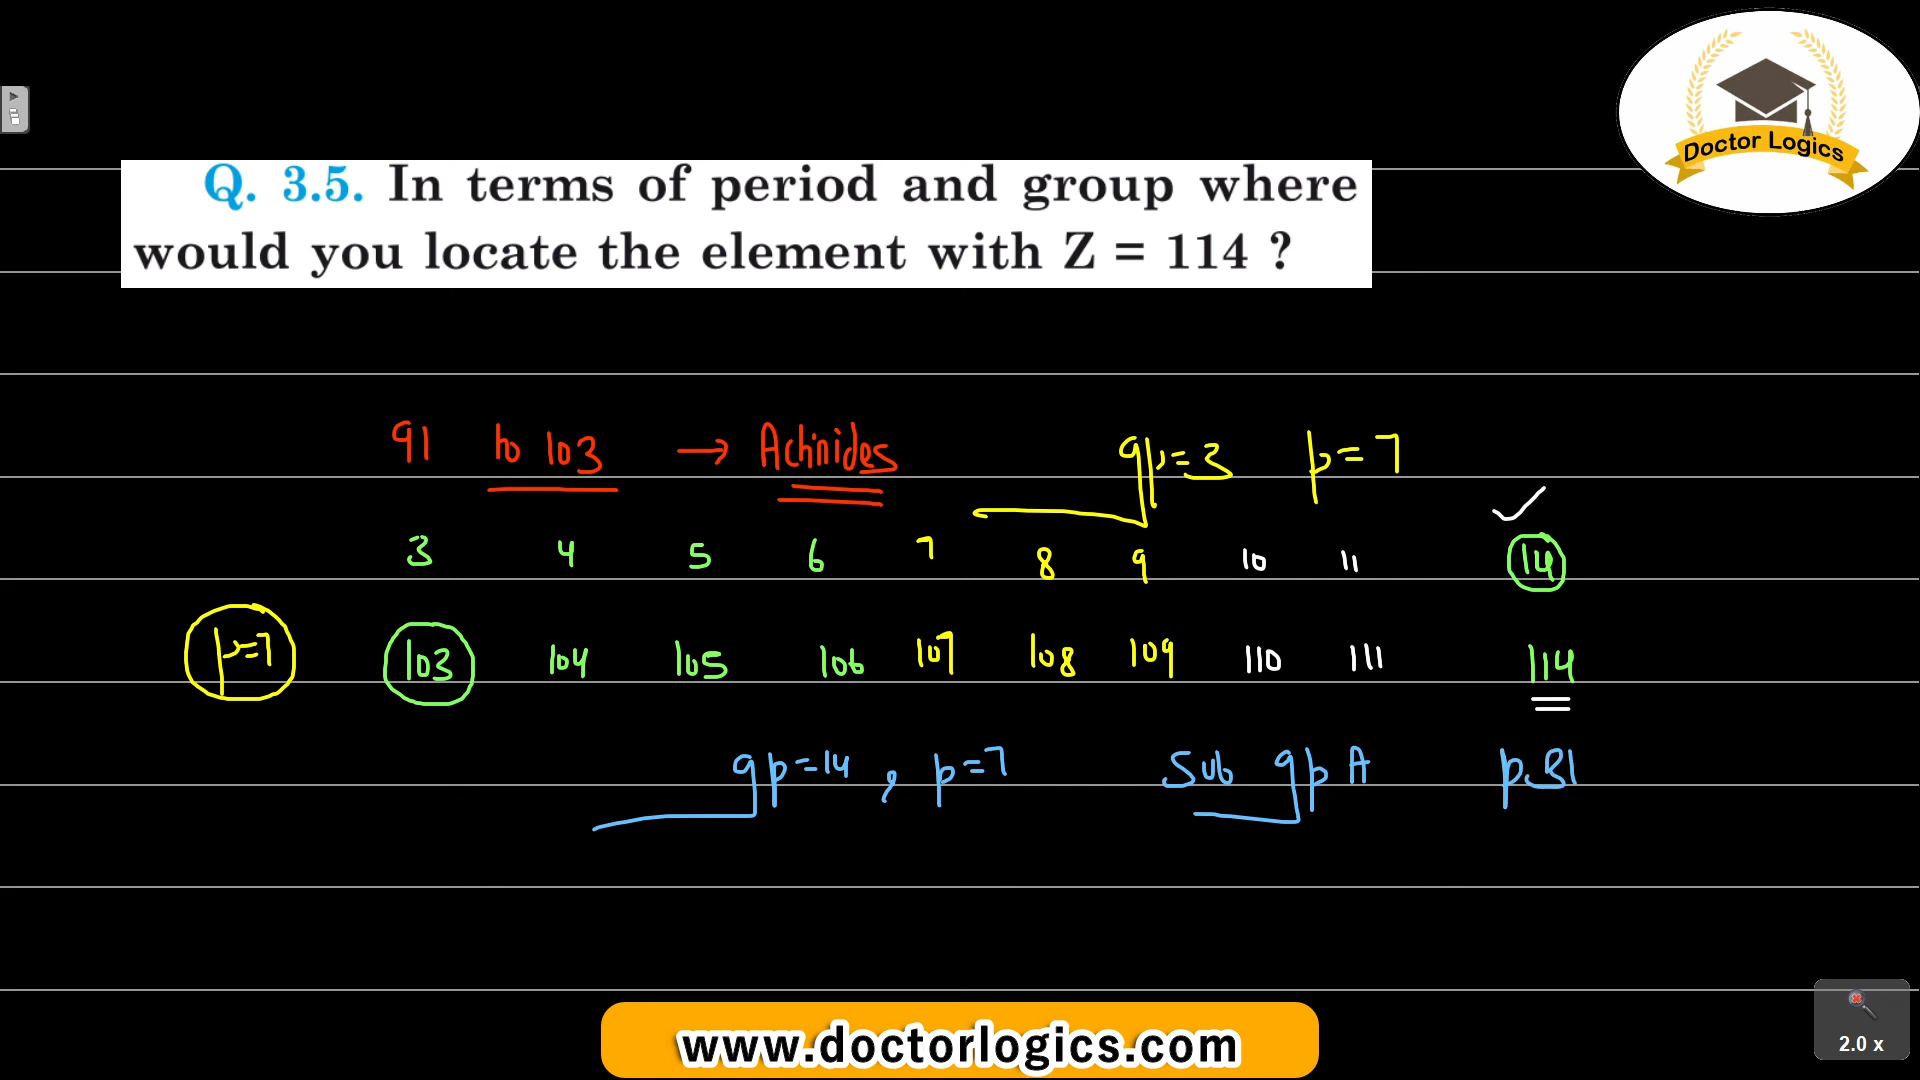 Doctor Logics
Q. 3.5. In terms of period and group where
would you locate the element with Z = 114 ?
91 to 103 → Actinides gp=3 p=7
3 4 5 6 7 8 9 10 11 14
p=7 103 104 105 106 107 108 109 110 111 114
gp=14, p=7 Sub gp A p.Bl
www.doctorlogics.com
2.0 x